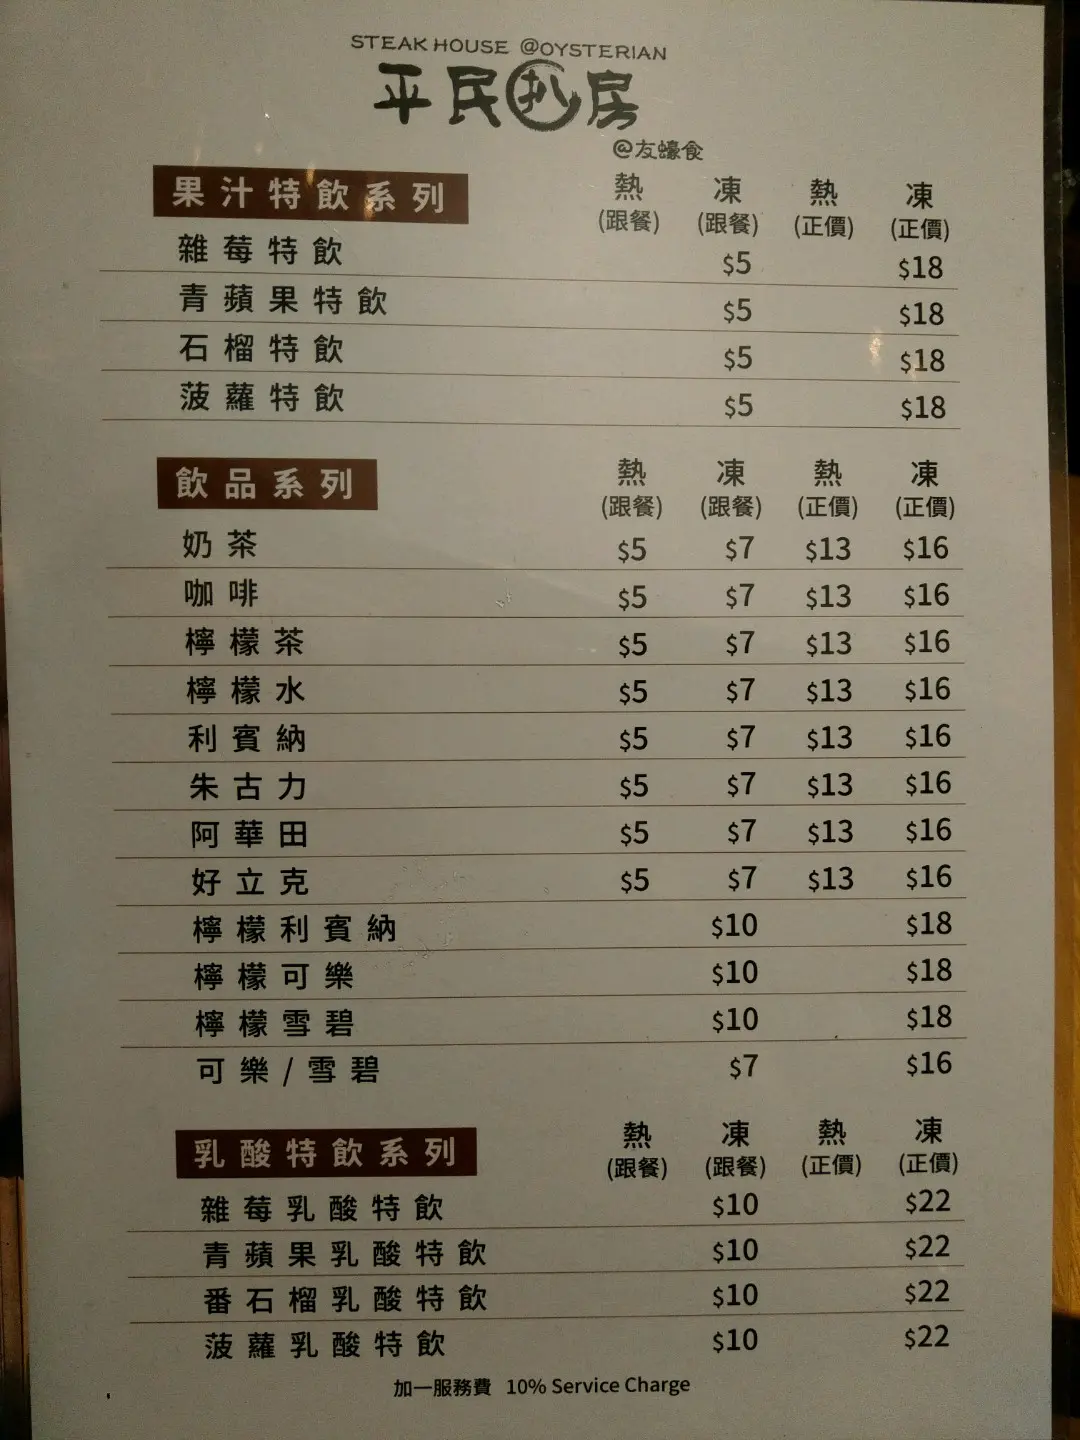 STEAK HOUSE @OYSTERIAN
平民扒房
@友蠔食
果汁特飲系列 熱 凍 熱 凍
(跟餐) (跟餐) (正價) (正價)
雜莓特飲 $5 $18
青蘋果特飲 $5 $18
石榴特飲 $5 $18
菠蘿特飲 $5 $18
飲品系列 熱 凍 熱 凍
(跟餐) (跟餐) (正價) (正價)
奶茶 $5 $7 $13 $16
咖啡 $5 $7 $13 $16
檸檬茶 $5 $7 $13 $16
檸檬水 $5 $7 $13 $16
利賓納 $5 $7 $13 $16
朱古力 $5 $7 $13 $16
阿華田 $5 $7 $13 $16
好立克 $5 $7 $13 $16
檸檬利賓納 $10 $18
檸檬可樂 $10 $18
檸檬雪碧 $10 $18
可樂/雪碧 $7 $16
乳酸特飲系列 熱 凍 熱 凍
(跟餐) (跟餐) (正價) (正價)
雜莓乳酸特飲 $10 $22
青蘋果乳酸特飲 $10 $22
番石榴乳酸特飲 $10 $22
菠蘿乳酸特飲 $10 $22
加一服務費 10% Service Charge